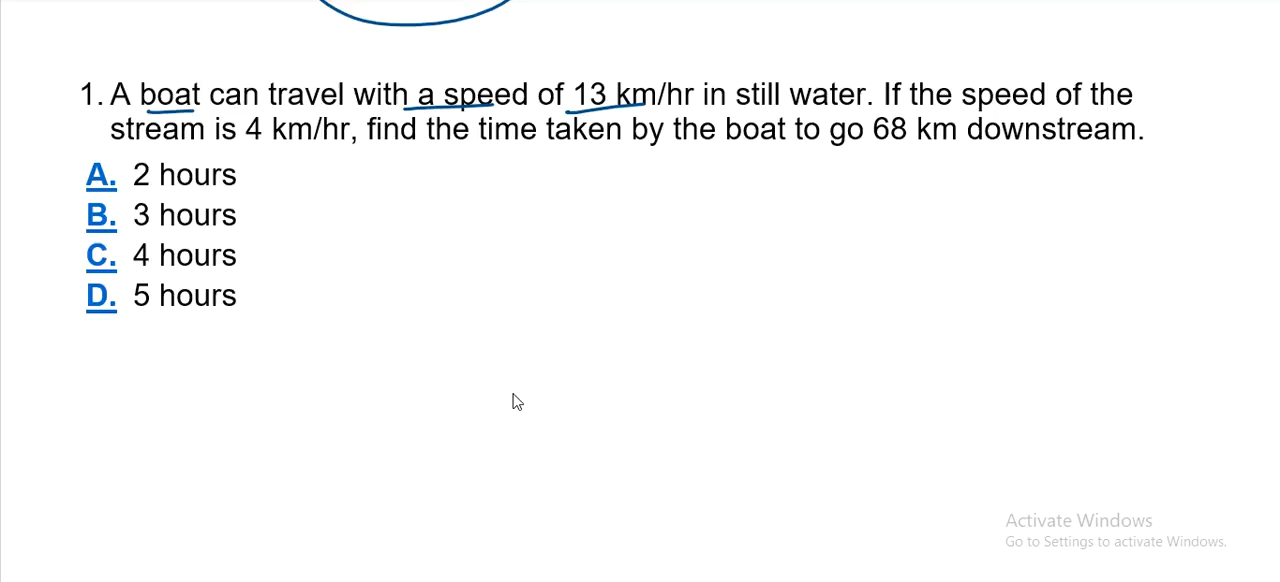 1. A boat can travel with a speed of 13 km/hr in still water. If the speed of the
stream is 4 km/hr, find the time taken by the boat to go 68 km downstream.
A. 2 hours
B. 3 hours
C. 4 hours
D. 5 hours
Activate Windows
Go to Settings to activate Windows.